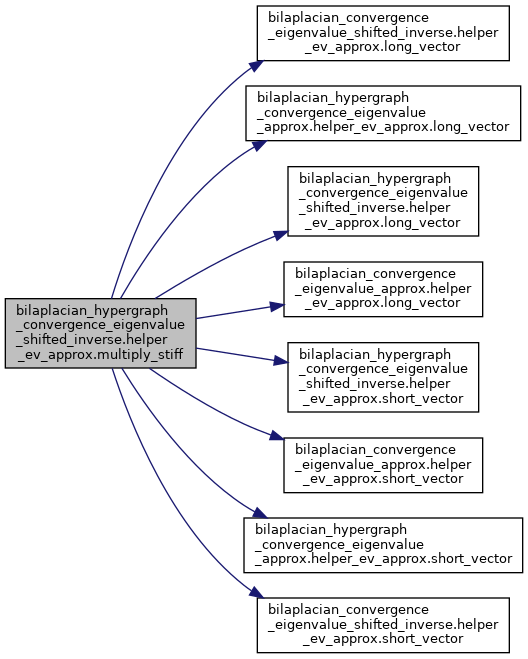 bilaplacian_convergence
_eigenvalue_shifted_inverse.helper
_ev_approx.long_vector
bilaplacian_hypergraph
_convergence_eigenvalue
_approx.helper_ev_approx.long_vector
bilaplacian_hypergraph
_convergence_eigenvalue
_shifted_inverse.helper
_ev_approx.long_vector
bilaplacian_convergence
_eigenvalue_approx.helper
_ev_approx.long_vector
bilaplacian_hypergraph
_convergence_eigenvalue
_shifted_inverse.helper
_ev_approx.multiply_stiff
bilaplacian_hypergraph
_convergence_eigenvalue
_shifted_inverse.helper
_ev_approx.short_vector
bilaplacian_convergence
_eigenvalue_approx.helper
_ev_approx.short_vector
bilaplacian_hypergraph
_convergence_eigenvalue
_approx.helper_ev_approx.short_vector
bilaplacian_convergence
_eigenvalue_shifted_inverse.helper
_ev_approx.short_vector